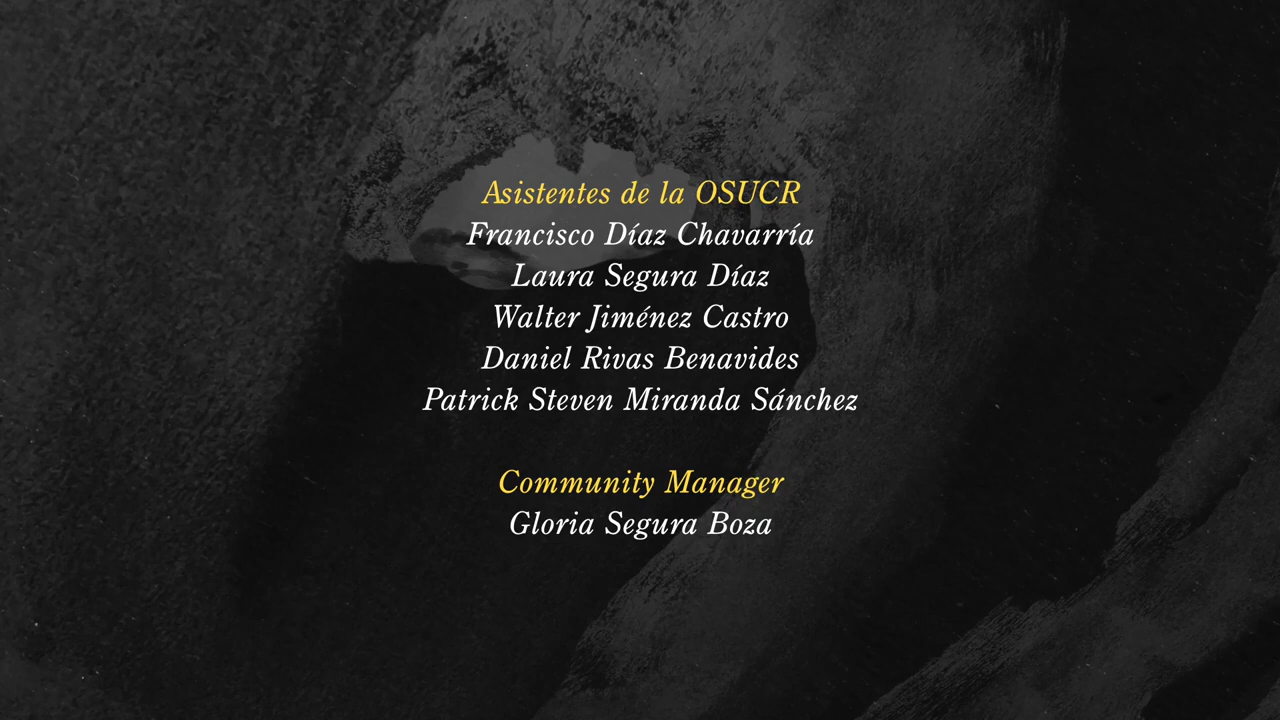 Asistentes de la OSUCR
Francisco Díaz Chavarría
Laura Segura Díaz
Walter Jiménez Castro
Daniel Rivas Benavides
Patrick Steven Miranda Sánchez
Community Manager
Gloria Segura Boza